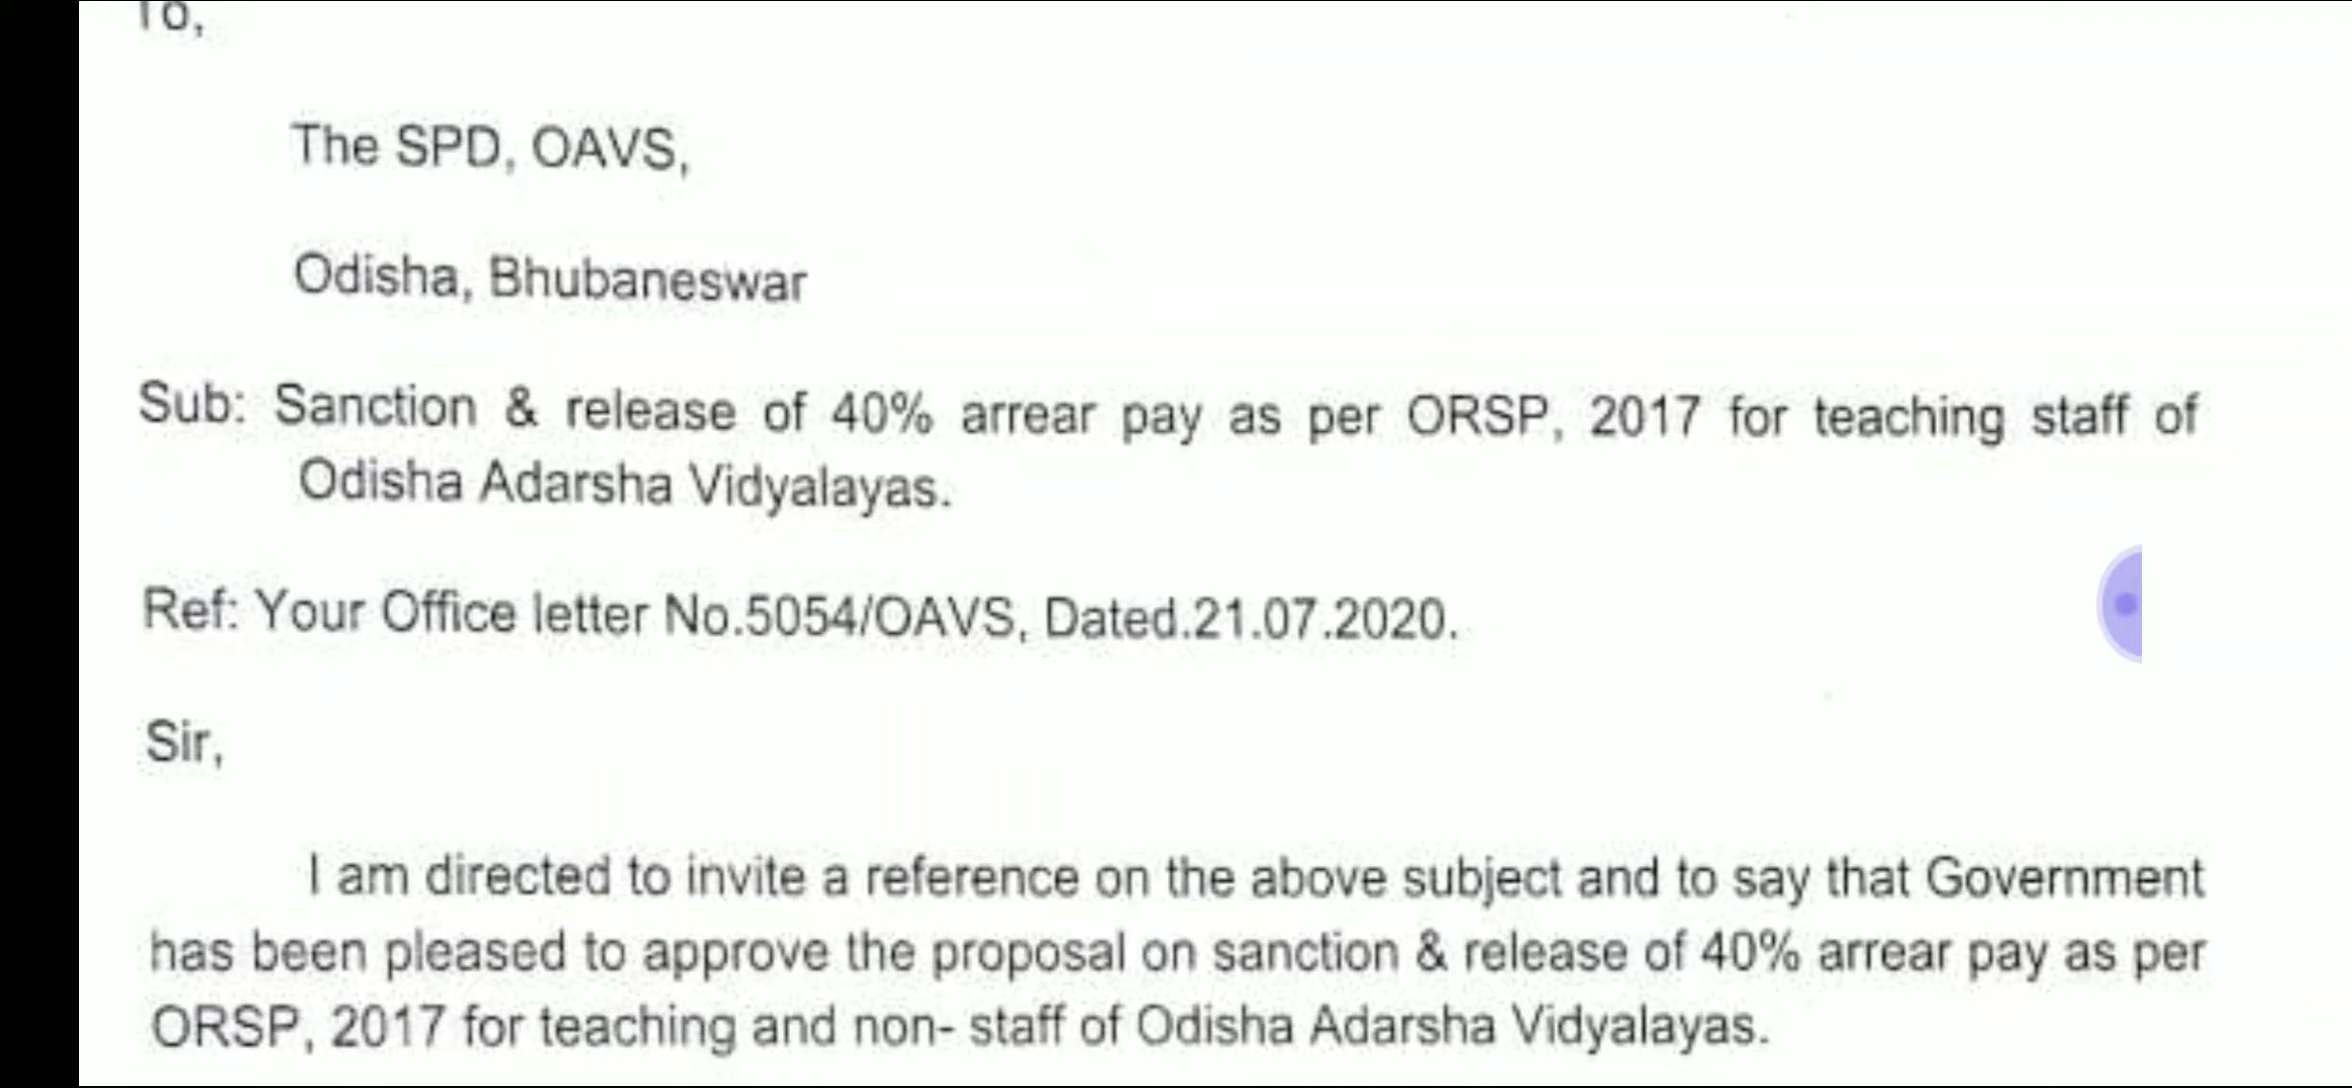 To,
The SPD, OAVS,
Odisha, Bhubaneswar
Sub: Sanction & release of 40% arrear pay as per ORSP, 2017 for teaching staff of
Odisha Adarsha Vidyalayas.
Ref: Your Office letter No.5054/OAVS, Dated.21.07.2020.
Sir,
I am directed to invite a reference on the above subject and to say that Government
has been pleased to approve the proposal on sanction & release of 40% arrear pay as per
ORSP, 2017 for teaching and non- staff of Odisha Adarsha Vidyalayas.